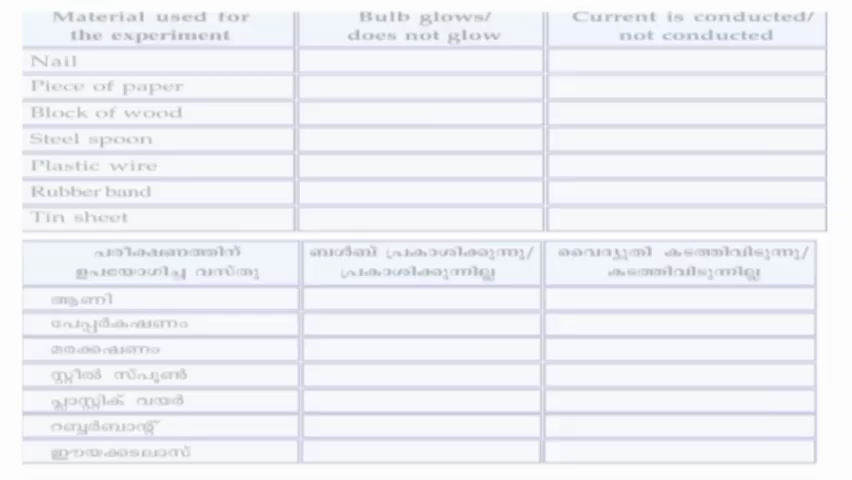 Material used for Bulb glows/ Current is conducted/
the experiment does not glow not conducted
Nail
Piece of paper
Block of wood
Steel spoon
Plastic wire
Rubber band
Tin sheet
പരീക്ഷണത്തിന് ബൾബ് പ്രകാശിക്കുന്നു/ വൈദ്യുതി കടത്തിവിടുന്നു/
ഉപയോഗിച്ച വസ്തു പ്രകാശിക്കുന്നില്ല കടത്തിവിടുന്നില്ല
ആണി
പേപ്പർകഷണം
മരക്കഷണം
സ്റ്റീൽ സ്പൂൺ
പ്ലാസ്റ്റിക് വയർ
റബ്ബർബാന്റ്
ഈയക്കടലാസ്